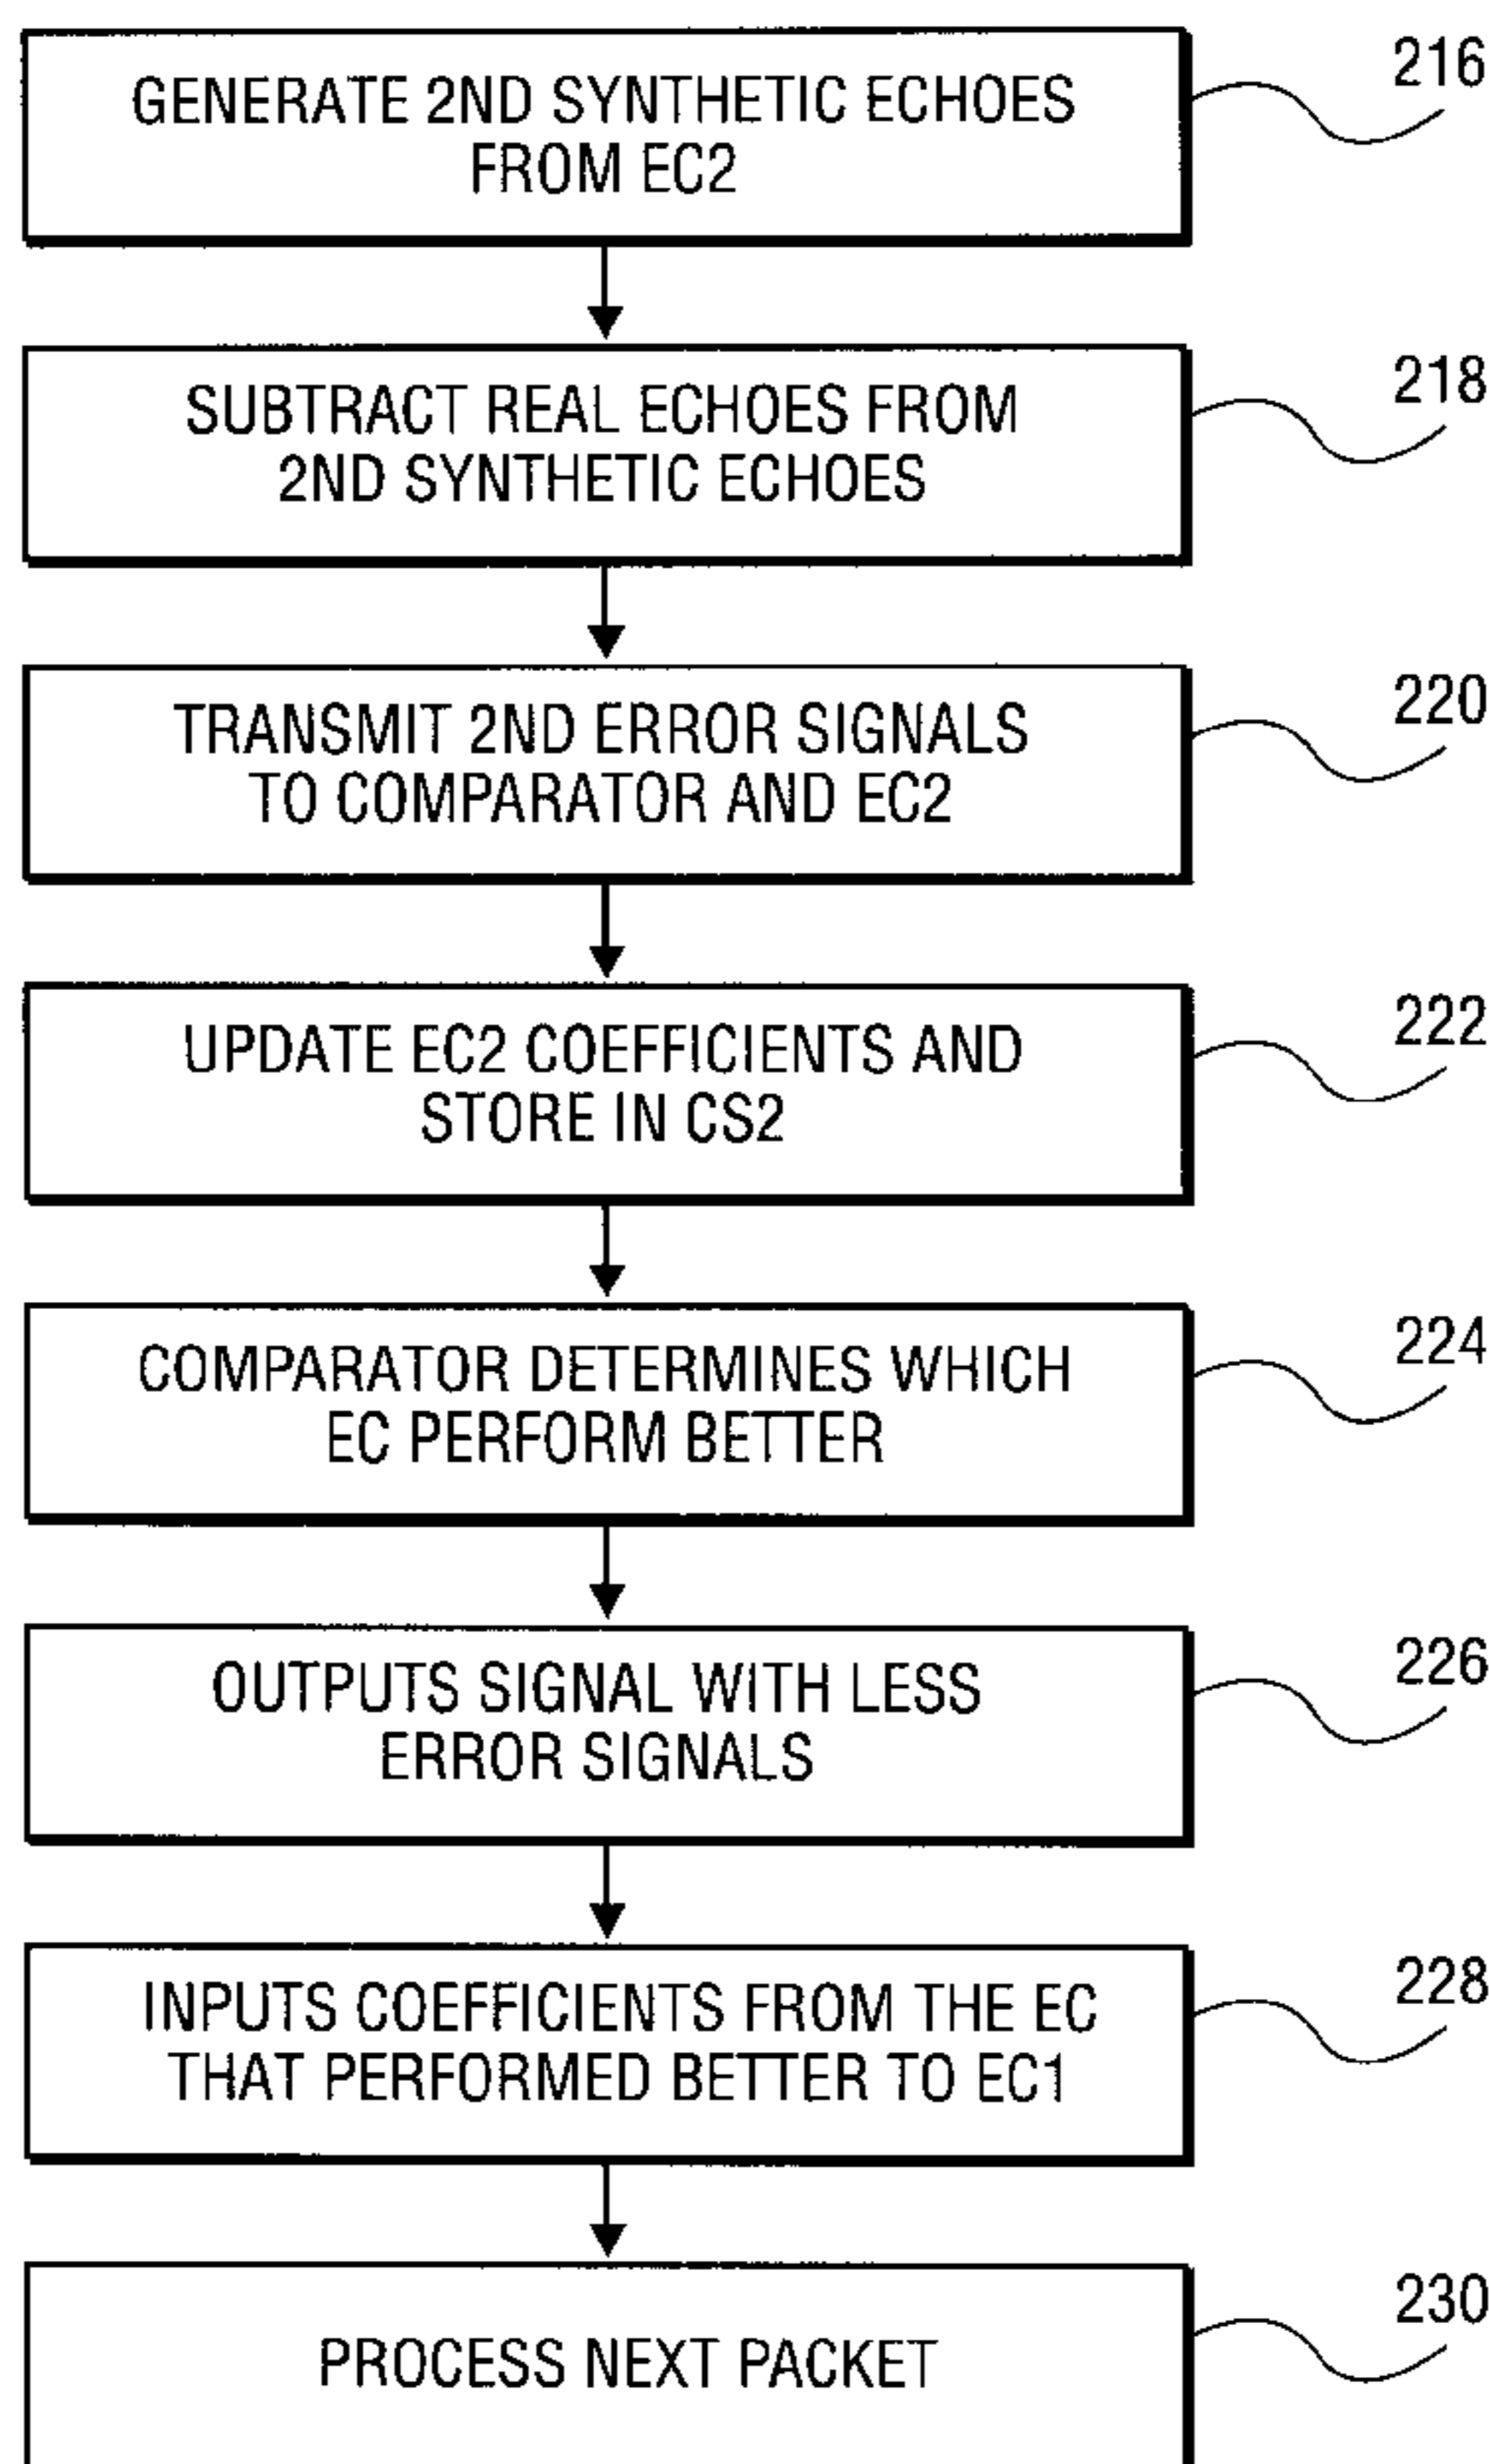 216
GENERATE 2ND SYNTHETIC ECHOES
FROM EC2
218
SUBTRACT REAL ECHOES FROM
2ND SYNTHETIC ECHOES
220
TRANSMIT 2ND ERROR SIGNALS
TO COMPARATOR AND EC2
222
UPDATE EC2 COEFFICIENTS AND
STORE IN CS2
224
COMPARATOR DETERMINES WHICH
EC PERFORM BETTER
226
OUTPUTS SIGNAL WITH LESS
ERROR SIGNALS
228
INPUTS COEFFICIENTS FROM THE EC
THAT PERFORMED BETTER TO EC1
230
PROCESS NEXT PACKET